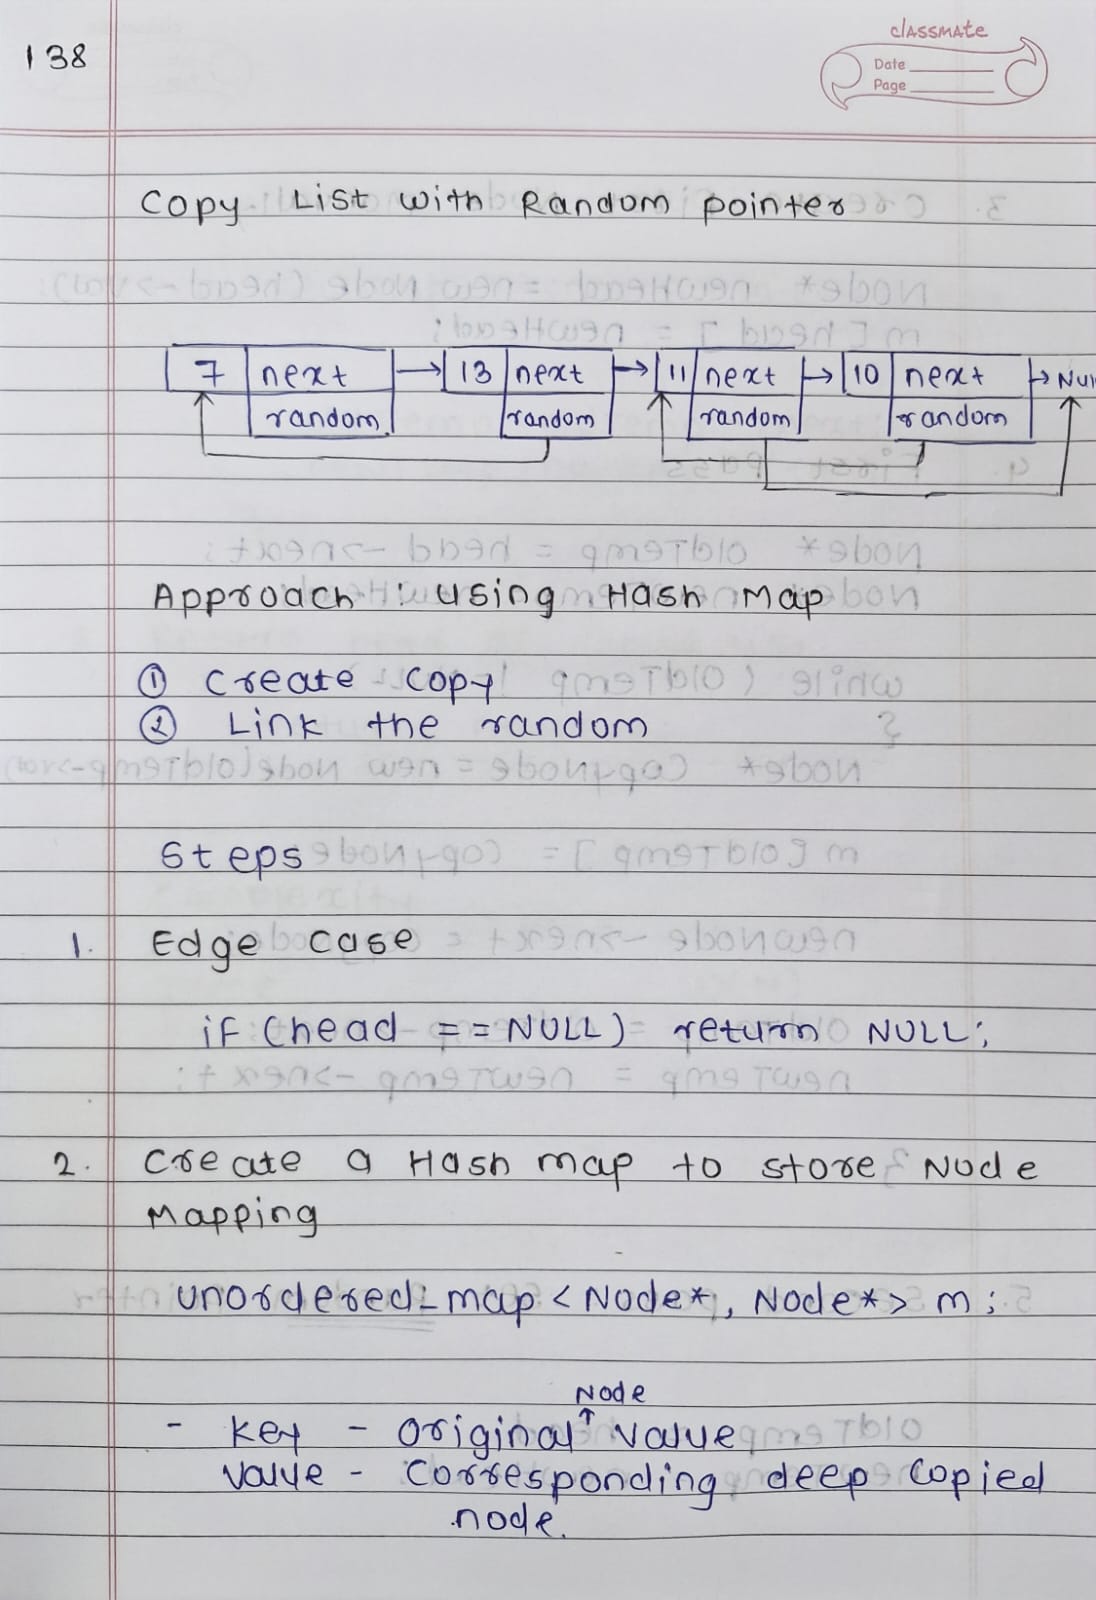 138
classmate
Date
Page
Copy List with Random pointer
7 next → 13 next → 11 next → 10 next → Null
random random random random
Approach : using Hash Map
① Create copy
② Link the random
Steps
1. Edge case
if (head == NULL) return NULL;
2. Create a Hash map to store Node
Mapping
unordered_map <Node*, Node*> m;
Node
- key - original ↑ value
value - Corresponding deep copied
node.